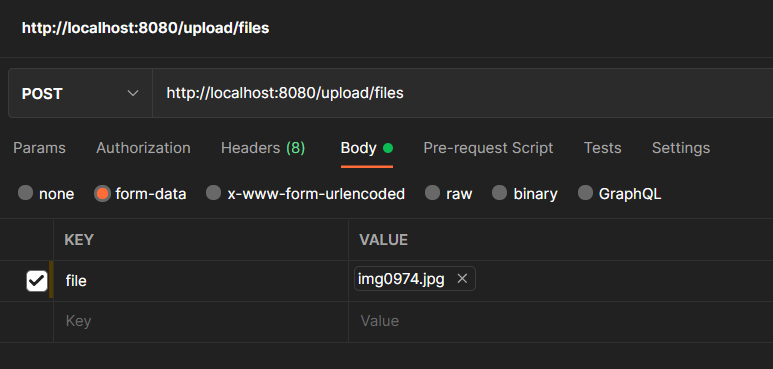 http://localhost:8080/upload/files
POST http://localhost:8080/upload/files
Params Authorization Headers (8) Body Pre-request Script Tests Settings
none form-data x-www-form-urlencoded raw binary GraphQL
KEY VALUE
file img0974.jpg
Key Value